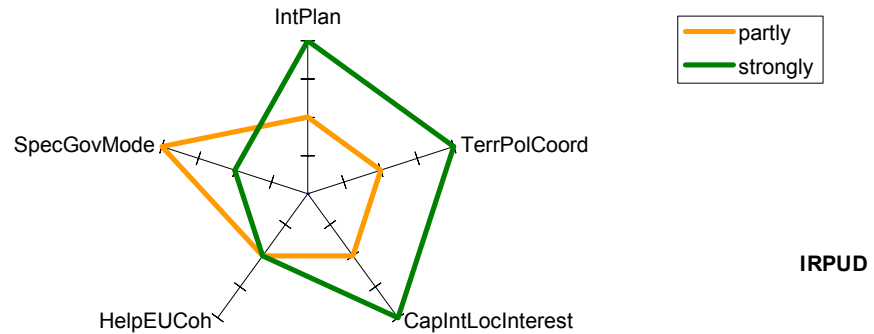 IntPlan
partly
strongly
SpecGovMode
TerrPolCoord
IRPUD
HelpEUCoh
CapIntLocInterest